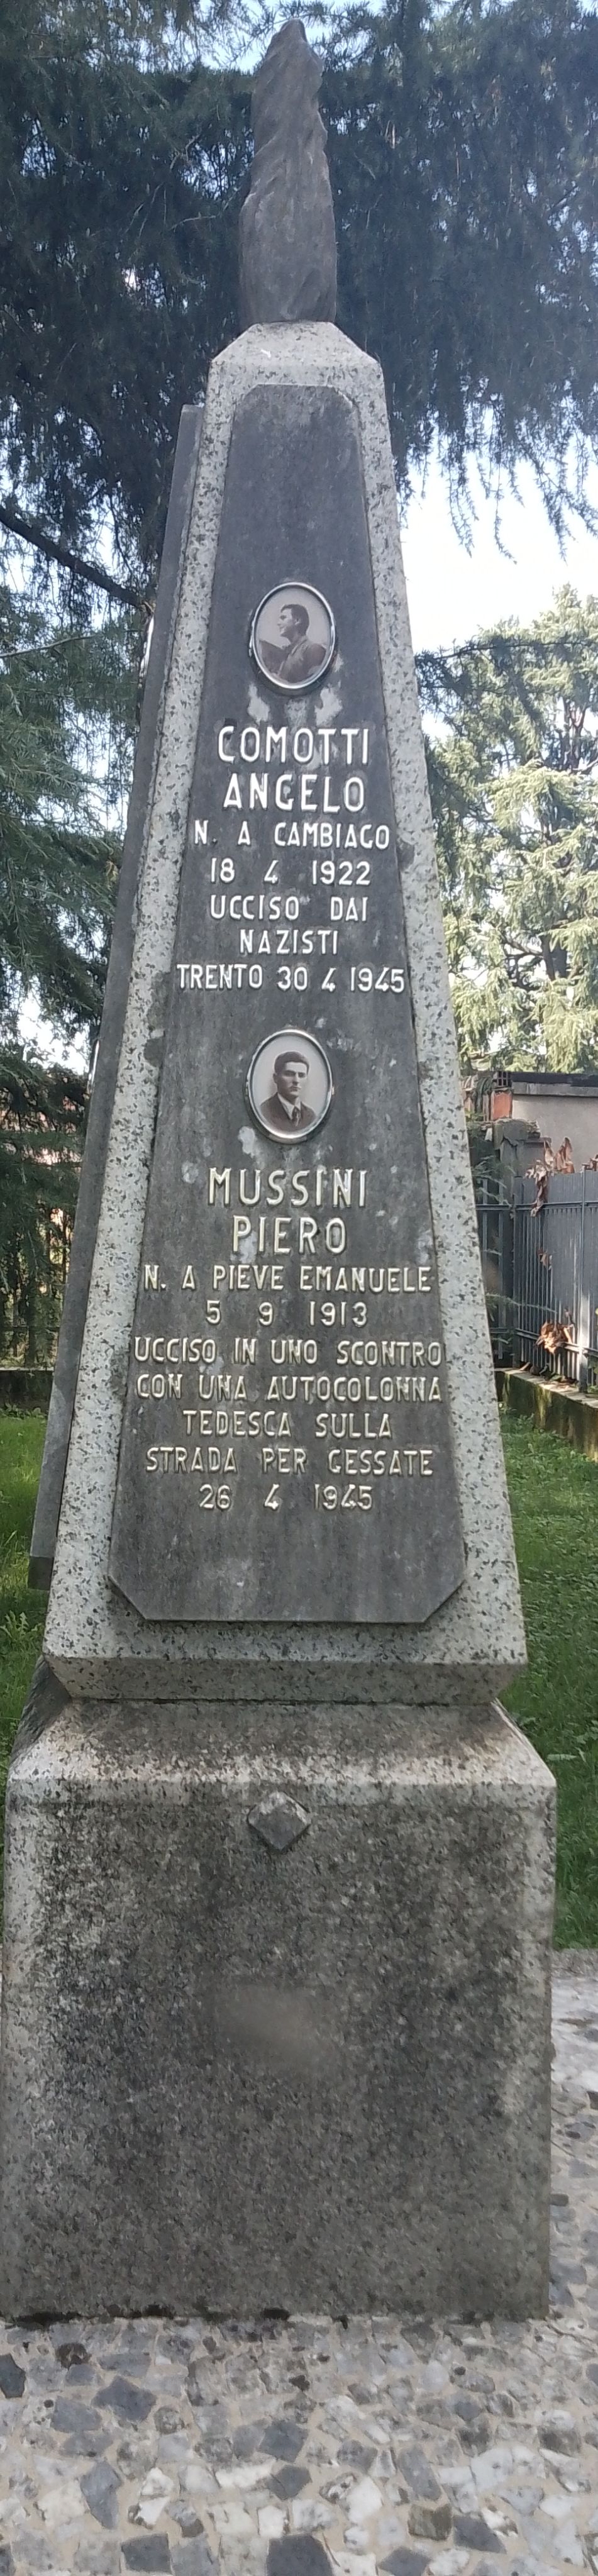 COMOTTI
ANGELO
N. A CAMBIAGO
18 4 1922
UCCISO DAI
NAZISTI
TRENTO 30 4 1945
MUSSINI
PIERO
N. A PIEVE EMANUELE
5 9 1913
UCCISO IN UNO SCONTRO
CON UNA AUTOCOLONNA
TEDESCA SULLA
STRADA PER GESSATE
26 4 1945